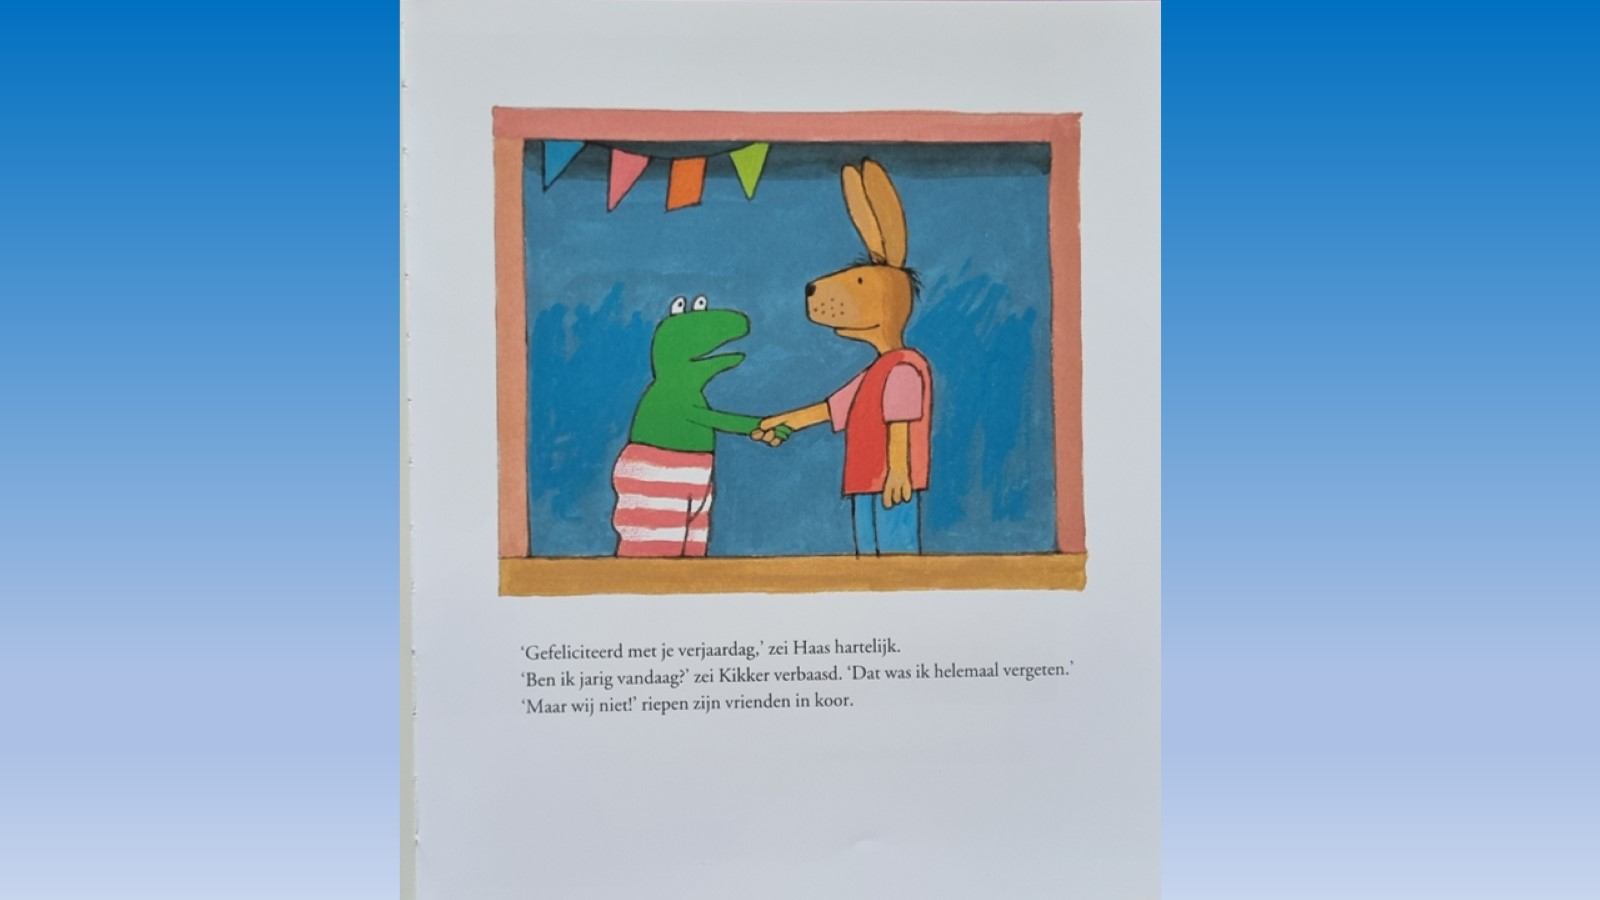 ‘Gefeliciteerd met je verjaardag,’ zei Haas hartelijk.
‘Ben ik jarig vandaag?’ zei Kikker verbaasd. ‘Dat was ik helemaal vergeten.’
‘Maar wij niet!’ riepen zijn vrienden in koor.